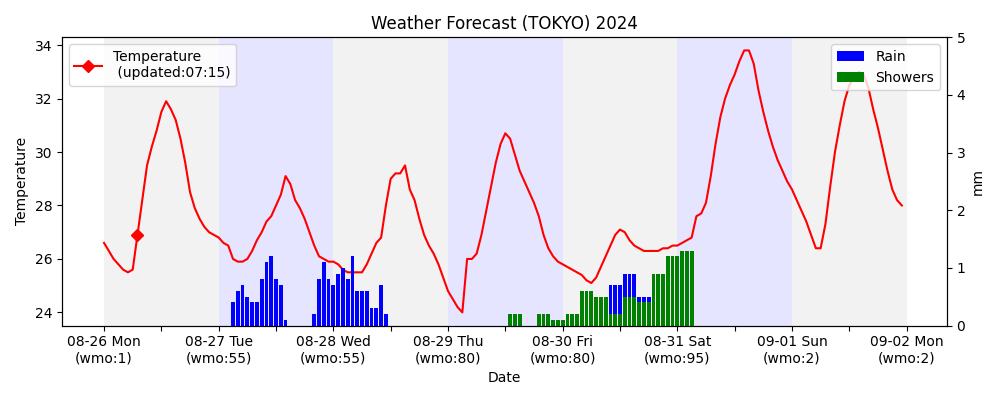 Weather Forecast (TOKYO) 2024
Temperature
(updated:07:15)
Rain
Showers
34
32
30
28
26
24
Temperature
5
4
3
2
1
0
mm
08-26 Mon
(wmo:1)
08-27 Tue
(wmo:55)
08-28 Wed
(wmo:55)
08-29 Thu
(wmo:80)
08-30 Fri
(wmo:80)
08-31 Sat
(wmo:95)
09-01 Sun
(wmo:2)
09-02 Mon
(wmo:2)
Date